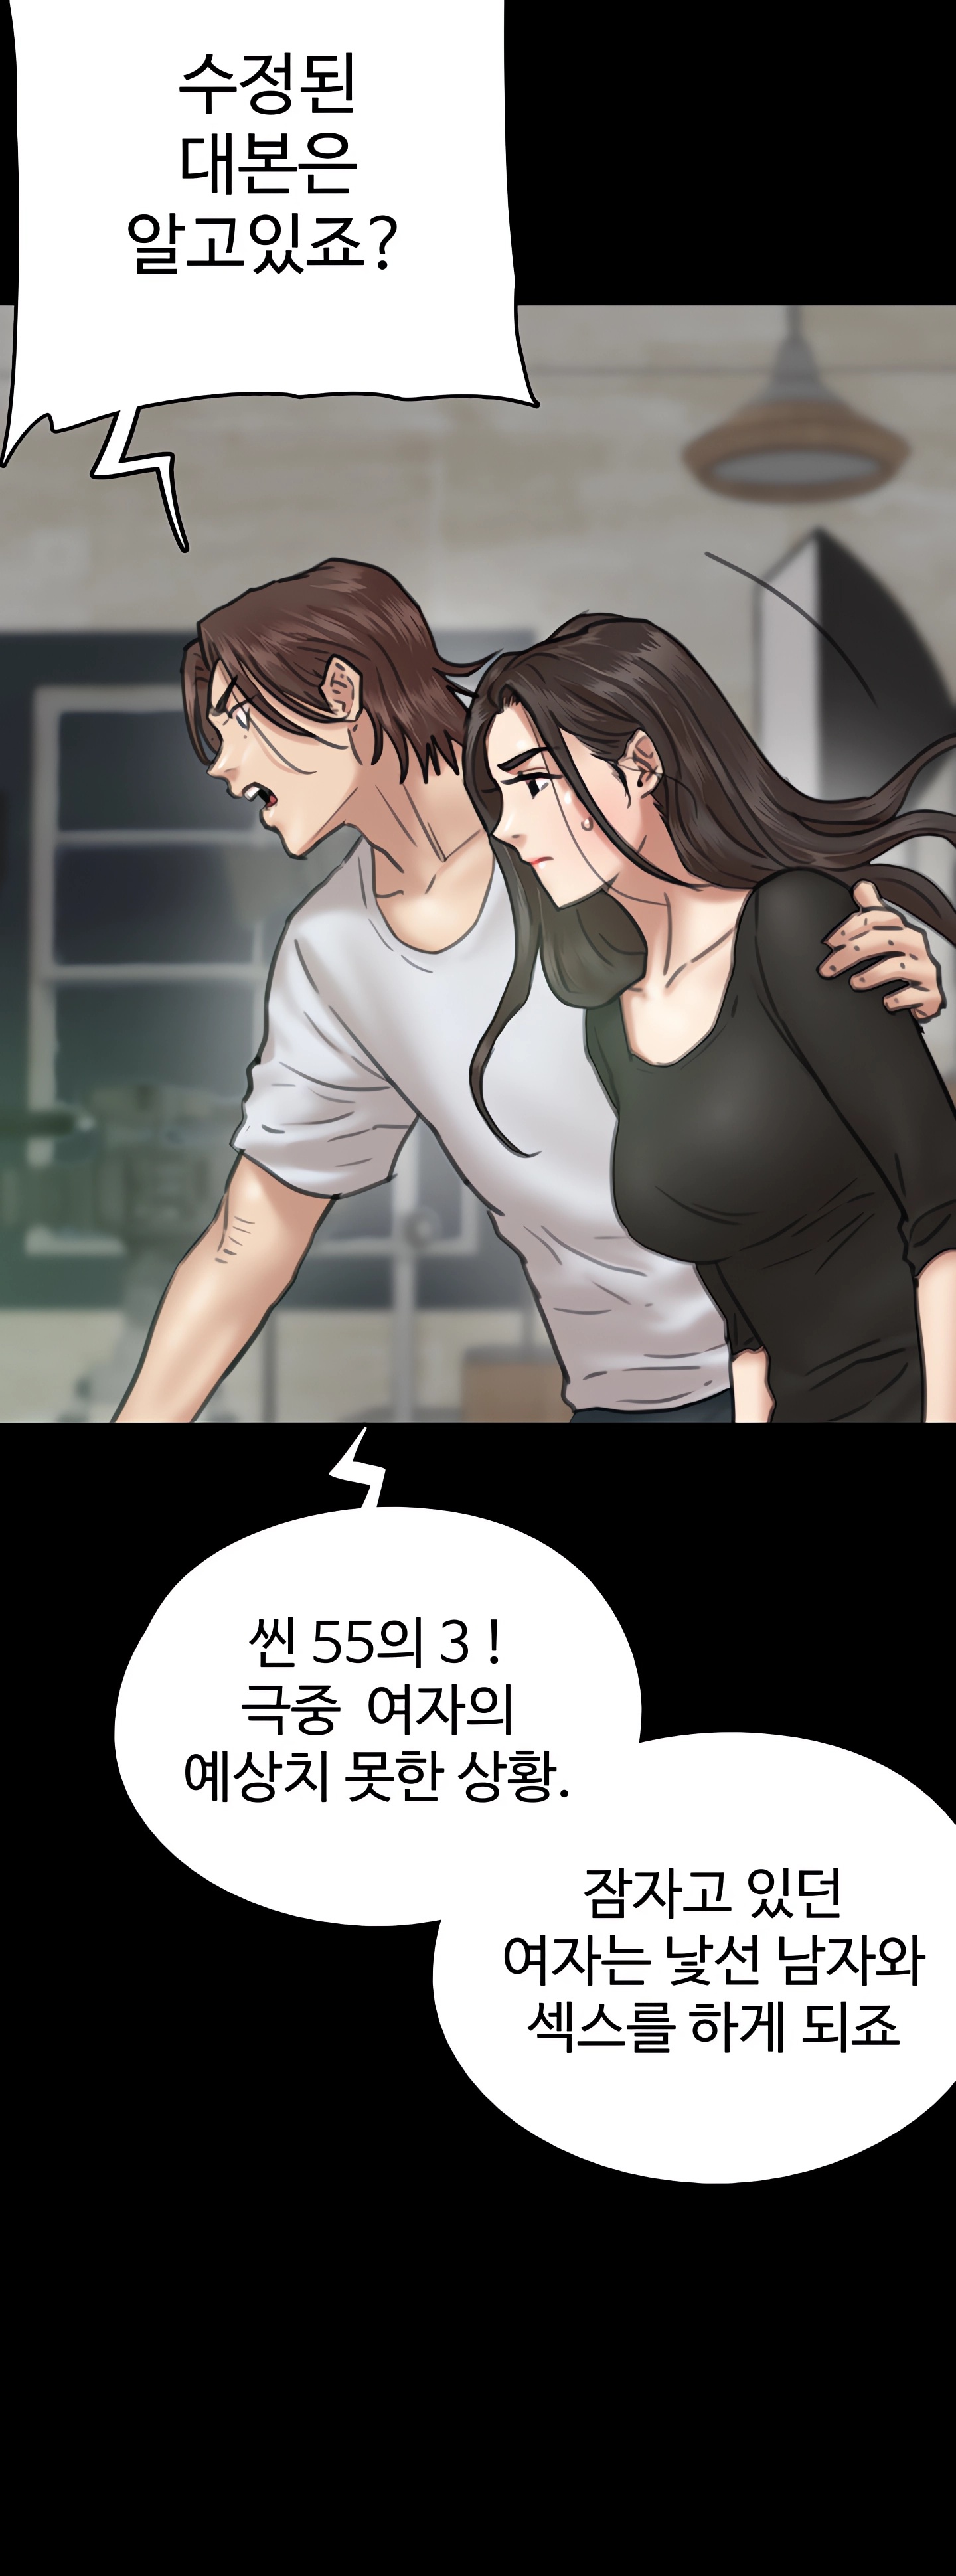 수정된
대본은
알고있죠?
씬 55의 3 !
극중 여자의
예상치 못한 상황.
잠자고 있던
여자는 낯선 남자와
섹스를 하게 되죠